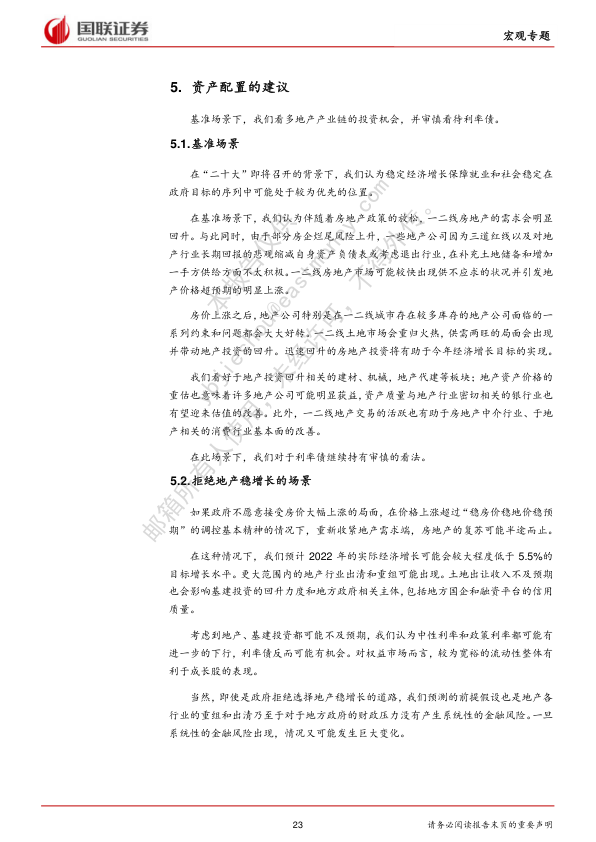 国联证券
GUOLIAN SECURITIES
宏观专题
5. 资产配置的建议
基准场景下，我们看多地产产业链的投资机会，并审慎看待利率债。
5.1.基准场景
在“二十大”即将召开的背景下，我们认为稳定经济增长保障就业和社会稳定在
政府目标的序列中可能处于较为优先的位置。
在基准场景下，我们认为伴随着房地产政策的放松，一二线房地产的需求会明显
回升。与此同时，由于部分房企烂尾风险上升，一些地产公司因为三道红线以及对地
产行业长期回报的悲观缩减自身资产负债表或考虑退出行业，在补充土地储备和增加
一手方供给方面不太积极。一二线房地产市场可能较快出现供不应求的状况并引发地
产价格超预期的明显上涨。
房价上涨之后，地产公司特别是在一二线城市存在较多库存的地产公司面临的一
系列约束和问题都会大大好转。一二线土地市场会重归火热，供需两旺的局面会出现
并带动地产投资的回升。迅速回升的房地产投资将有助于今年经济增长目标的实现。
我们看好于地产投资回升相关的建材、机械，地产代建等板块；地产资产价格的
重估也意味着许多地产公司可能明显获益，资产质量与地产行业密切相关的银行业也
有望迎来估值的改善。此外，一二线地产交易的活跃也有助于房地产中介行业、于地
产相关的消费行业基本面的改善。
在此场景下，我们对于利率债继续持有审慎的看法。
5.2.拒绝地产稳增长的场景
如果政府不愿意接受房价大幅上涨的局面，在价格上涨超过“稳房价稳地价稳预
期”的调控基本精神的情况下，重新收紧地产需求端，房地产的复苏可能半途而止。
在这种情况下，我们预计 2022 年的实际经济增长可能会较大程度低于 5.5%的
目标增长水平。更大范围内的地产行业出清和重组可能出现。土地出让收入不及预期
也会影响基建投资的回升力度和地方政府相关主体，包括地方国企和融资平台的信用
质量。
考虑到地产、基建投资都可能不及预期，我们认为中性利率和政策利率都可能有
进一步的下行，利率债反而可能有机会。对权益市场而言，较为宽裕的流动性整体有
利于成长股的表现。
当然，即使是政府拒绝选择地产稳增长的道路，我们预测的前提假设也是地产各
行业的重组和出清乃至于对于地方政府的财政压力没有产生系统性的金融风险。一旦
系统性的金融风险出现，情况又可能发生巨大变化。
23
请务必阅读报告末页的重要声明